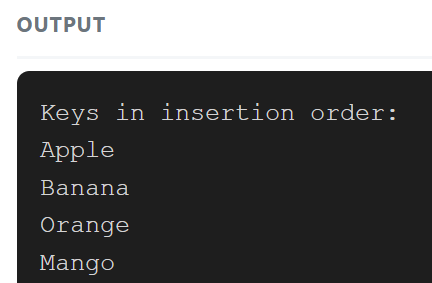 OUTPUT
Keys in insertion order:
Apple
Banana
Orange
Mango